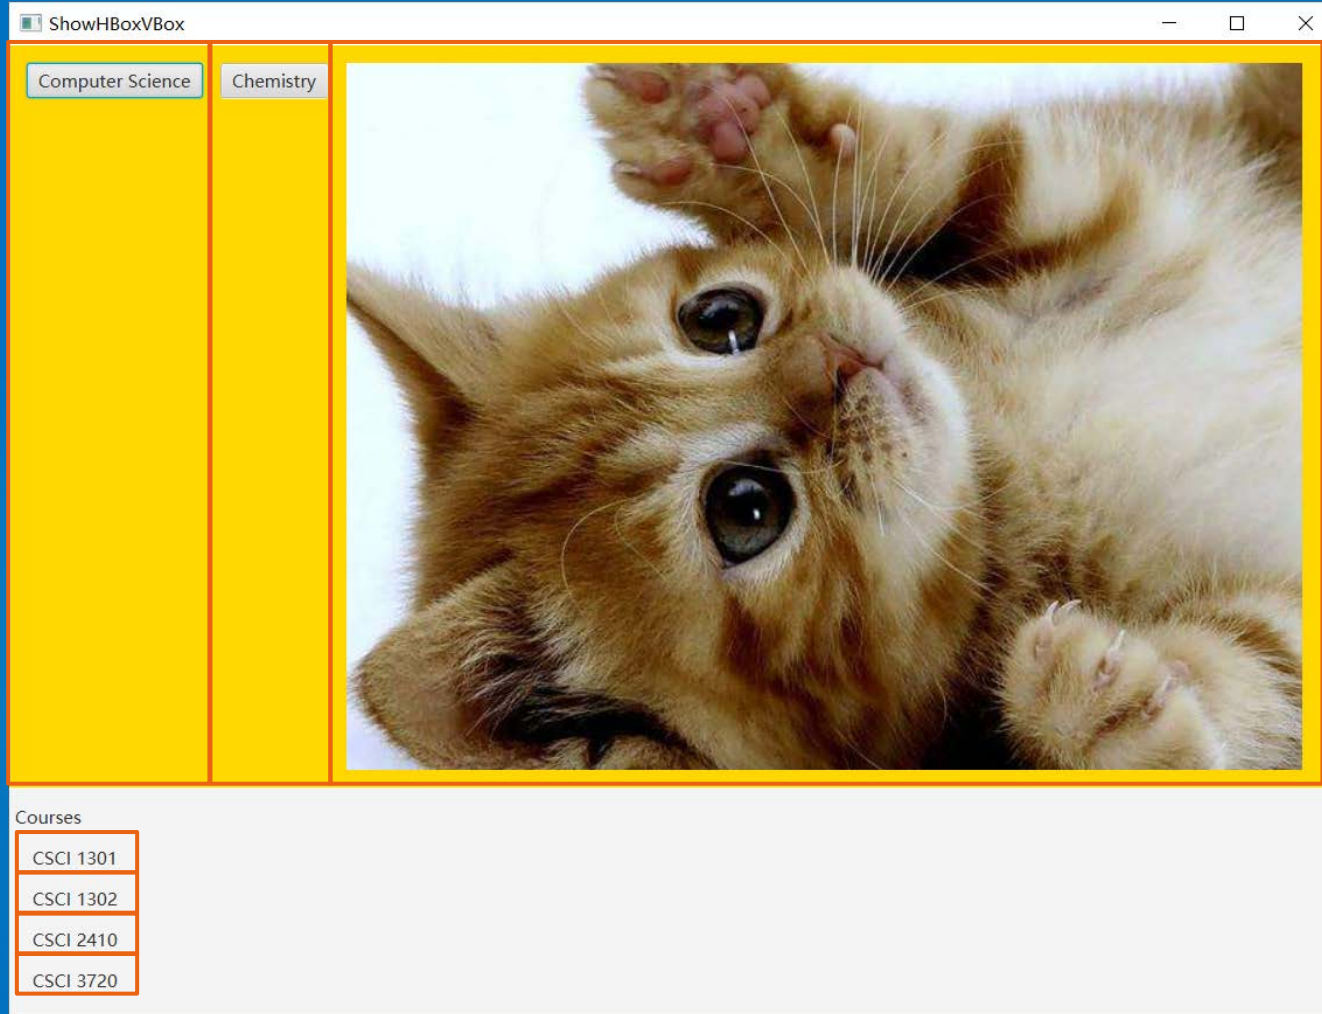 ShowHBoxVBox
Computer Science
Chemistry
Courses
CSCI 1301
CSCI 1302
CSCI 2410
CSCI 3720